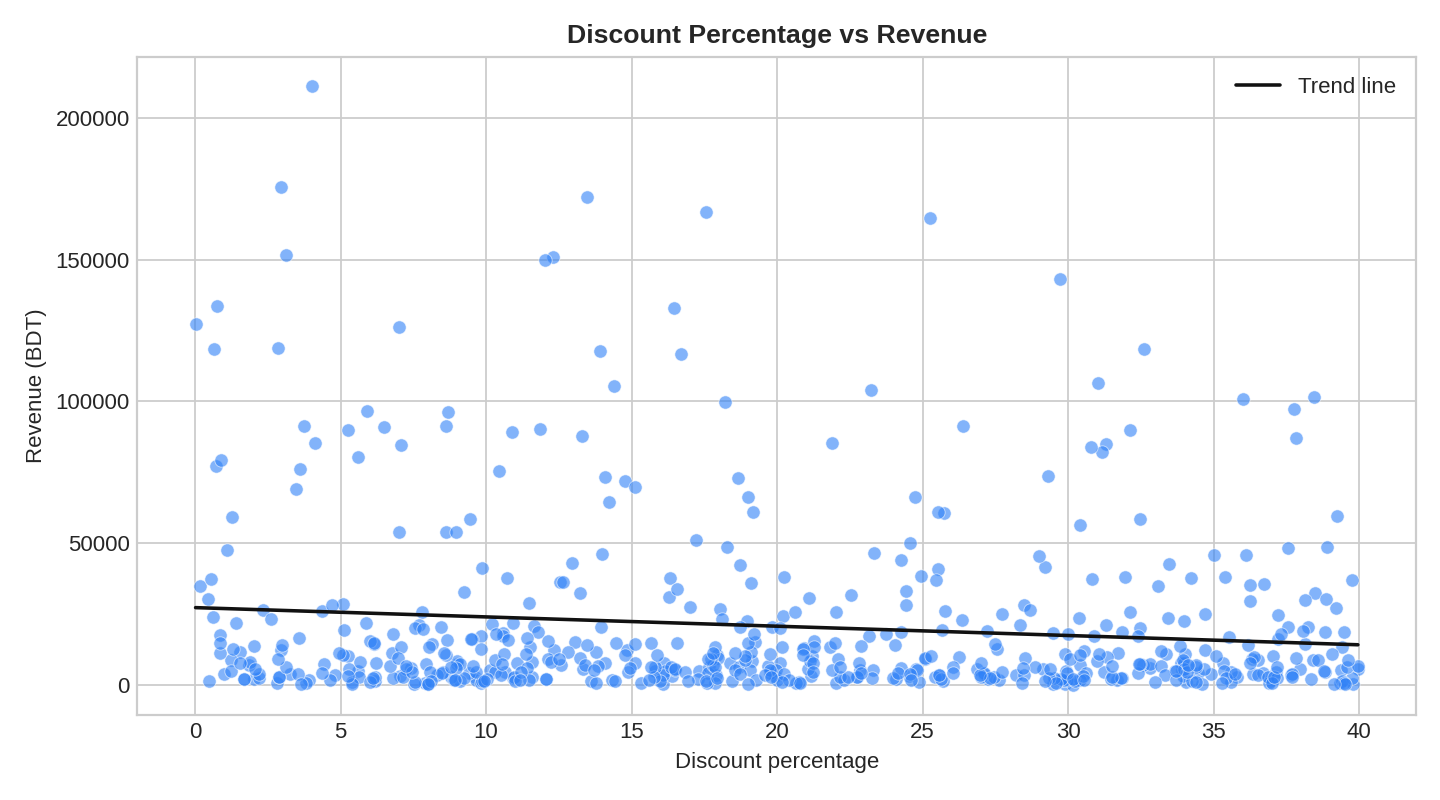 Discount Percentage vs Revenue
Trend line
200000
150000
100000
50000
0
Revenue (BDT)
0 5 10 15 20 25 30 35 40
Discount percentage